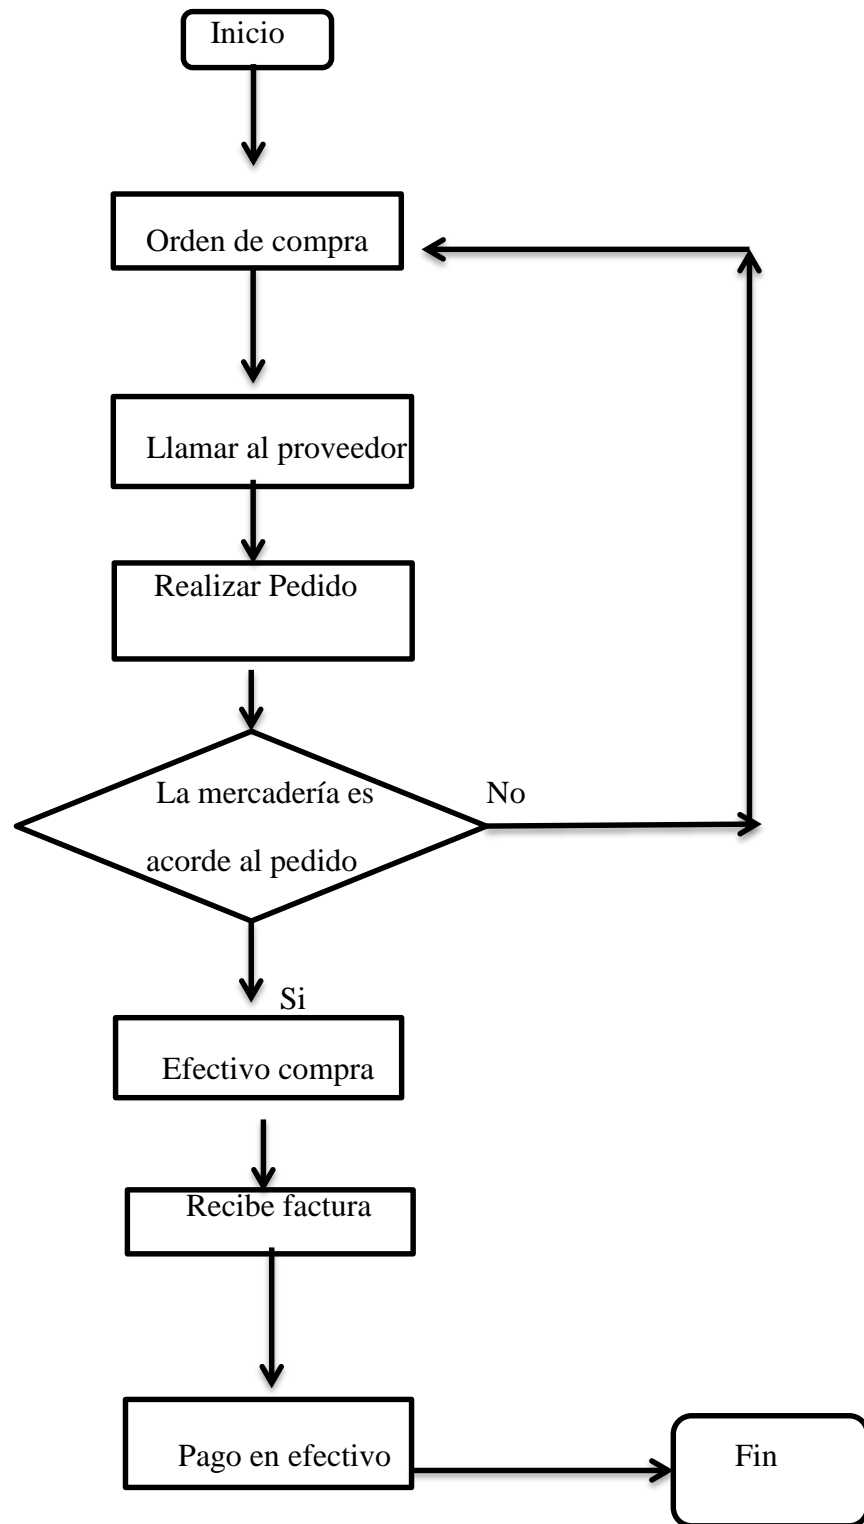 Inicio
Orden de compra
Llamar al proveedor
Realizar Pedido
La mercadería es
acorde al pedido
No
Si
Efectivo compra
Recibe factura
Pago en efectivo
Fin